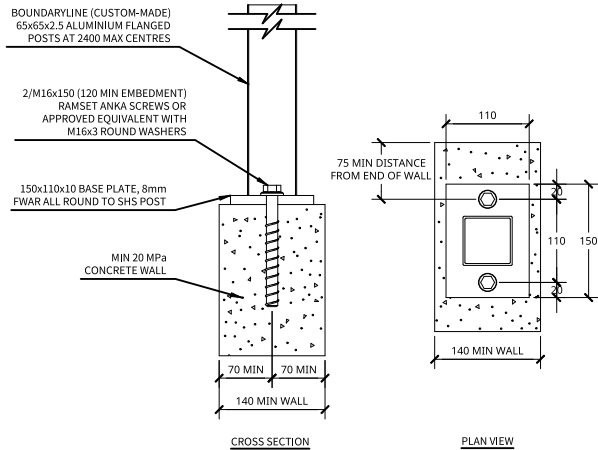 BOUNDARYLINE (CUSTOM-MADE)
65x65x2.5 ALUMINIUM FLANGED
POSTS AT 2400 MAX CENTRES
2/M16x150 (120 MIN EMBEDMENT)
RAMSET ANKA SCREWS OR
APPROVED EQUIVALENT WITH
M16x3 ROUND WASHERS
150x110x10 BASE PLATE, 8mm
FWAR ALL ROUND TO SHS POST
MIN 20 MPa
CONCRETE WALL
70 MIN
70 MIN
140 MIN WALL
CROSS SECTION
110
75 MIN DISTANCE
FROM END OF WALL
20
110
150
20
140 MIN WALL
PLAN VIEW